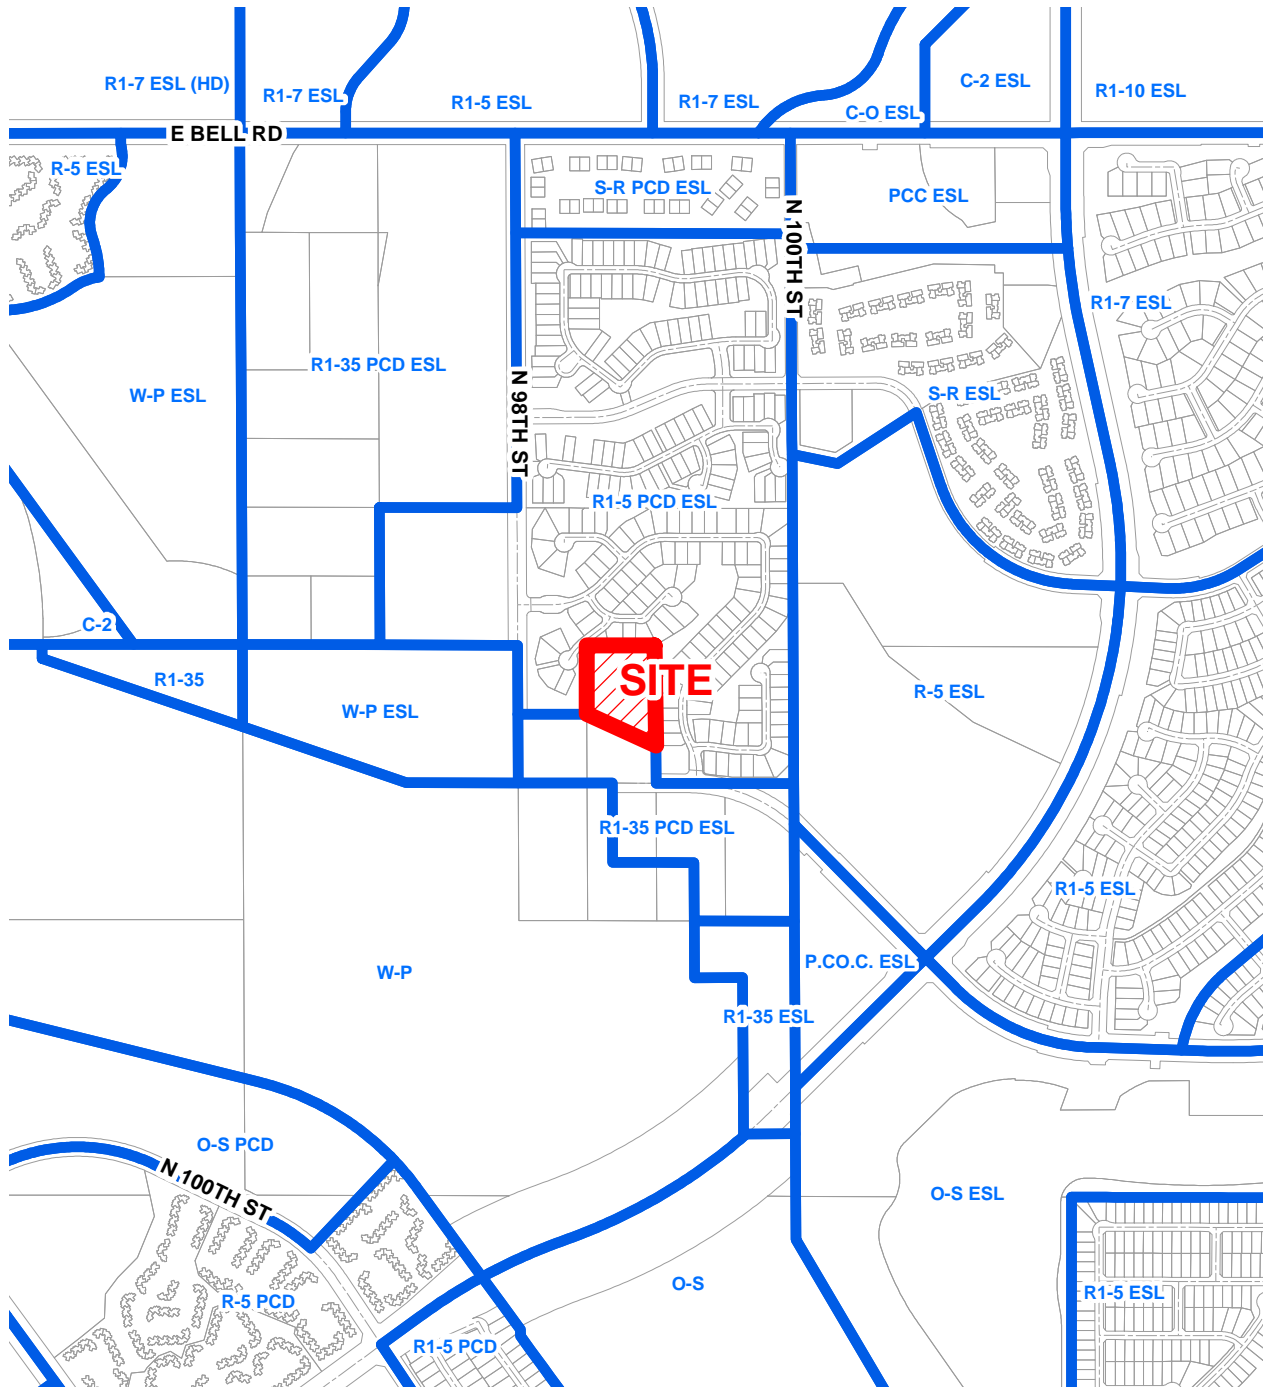 R1-7 ESL (HD)
R1-7 ESL
R1-5 ESL
R1-7 ESL
C-O ESL
C-2 ESL
R1-10 ESL
E BELL RD
R-5 ESL
S-R PCD ESL
PCC ESL
N 100TH ST
R1-7 ESL
R1-35 PCD ESL
W-P ESL
N 98TH ST
S-R ESL
R1-5 PCD ESL
C-2
R1-35
W-P ESL
SITE
R-5 ESL
R1-35 PCD ESL
R1-5 ESL
W-P
P.CO.C. ESL
R1-35 ESL
O-S PCD
N 100TH ST
O-S ESL
R-5 PCD
O-S
R1-5 ESL
R1-5 PCD